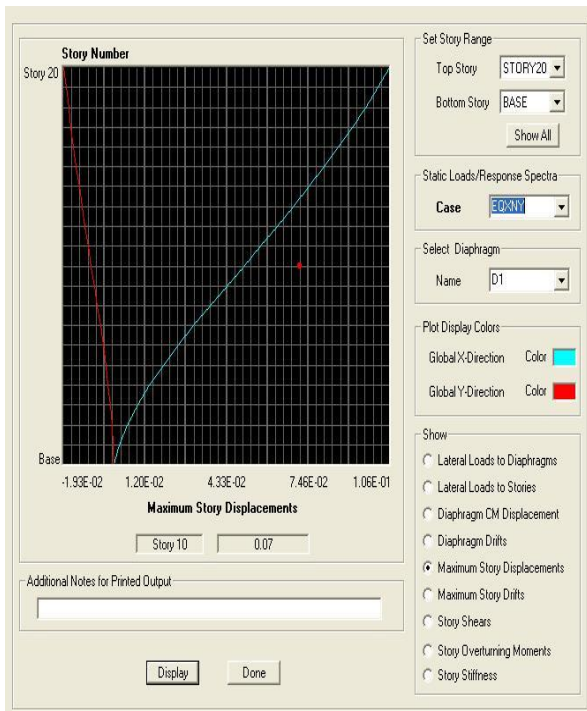 Story Number
Story 20
Base
-1.93E-02 1.20E-02 4.33E-02 7.46E-02 1.06E-01
Maximum Story Displacements
Story 10 0.07
Additional Notes for Printed Output
Display Done
Set Story Range
Top Story STORY20
Bottom Story BASE
Show All
Static Loads/Response Spectra
Case EQXNY
Select Diaphragm
Name D1
Plot Display Colors
Global X-Direction Color
Global Y-Direction Color
Show
Lateral Loads to Diaphragms
Lateral Loads to Stories
Diaphragm CM Displacement
Diaphragm Drifts
Maximum Story Displacements
Maximum Story Drifts
Story Shears
Story Overturning Moments
Story Stiffness